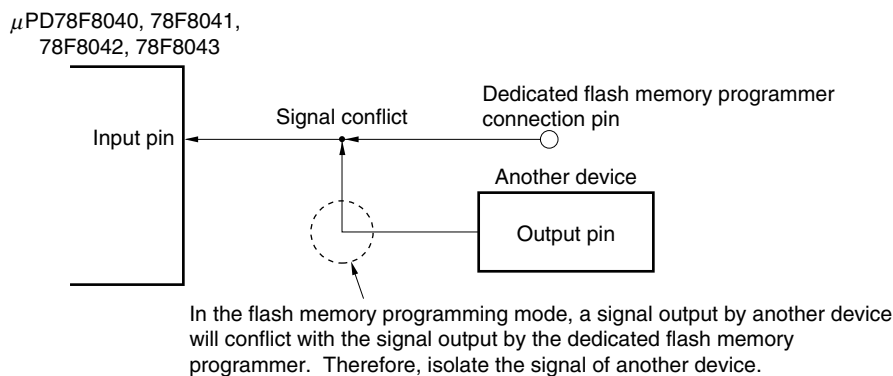 μPD78F8040, 78F8041,
78F8042, 78F8043
Input pin
Signal conflict
Dedicated flash memory programmer
connection pin
Another device
Output pin
In the flash memory programming mode, a signal output by another device
will conflict with the signal output by the dedicated flash memory
programmer.  Therefore, isolate the signal of another device.